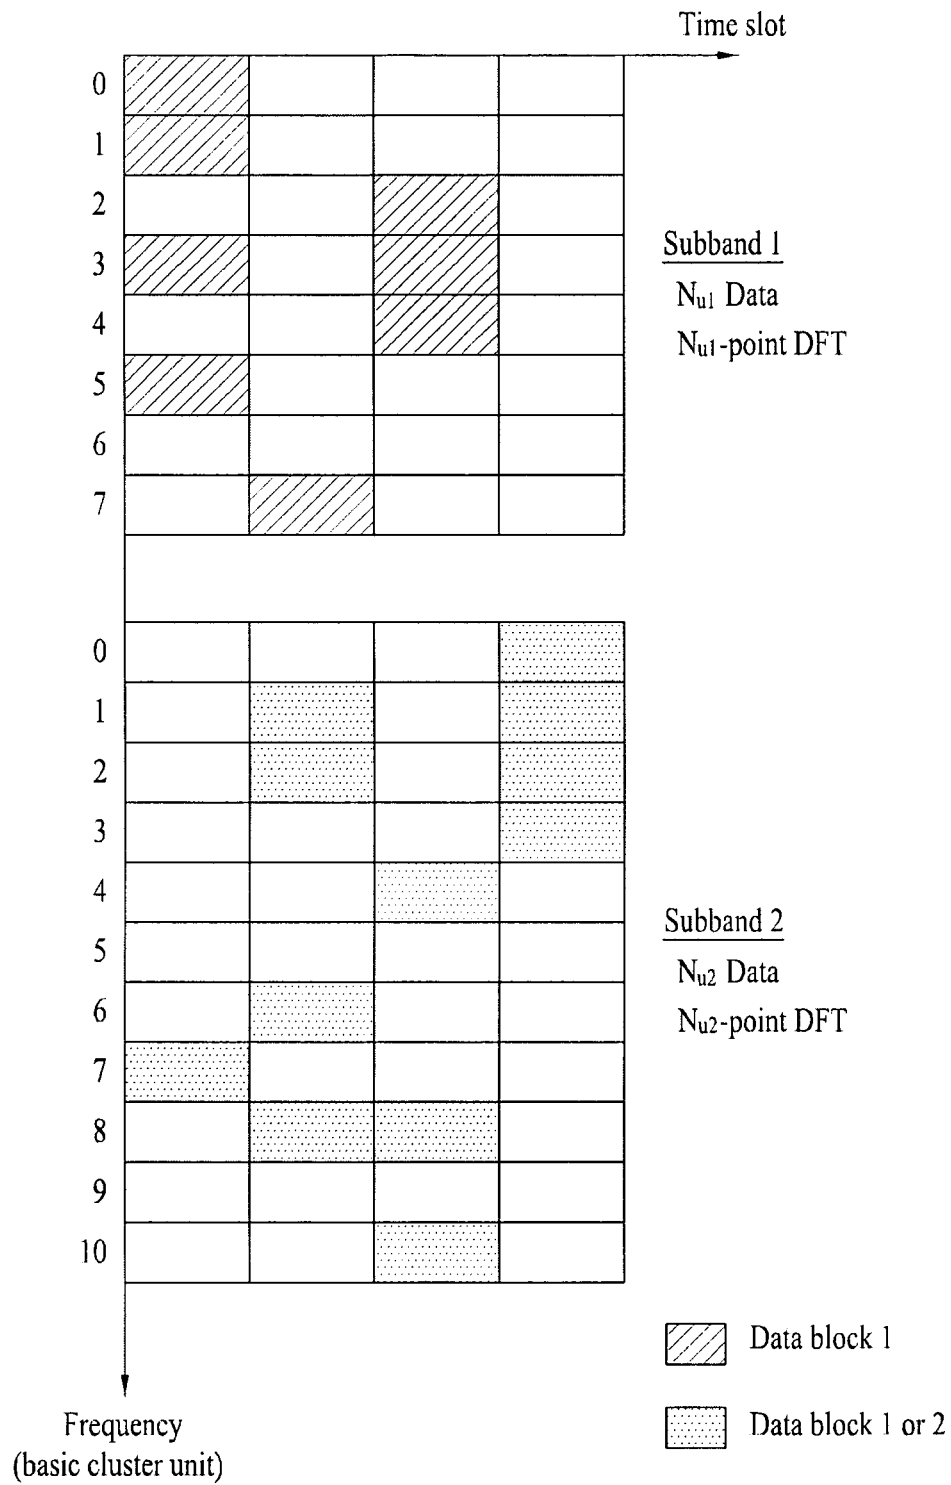 Time slot
0
1
2
3
4
5
6
7
Subband 1
Nu1 Data
Nu1-point DFT
0
1
2
3
4
5
6
7
8
9
10
Subband 2
Nu2 Data
Nu2-point DFT
Data block 1
Data block 1 or 2
Frequency
(basic cluster unit)